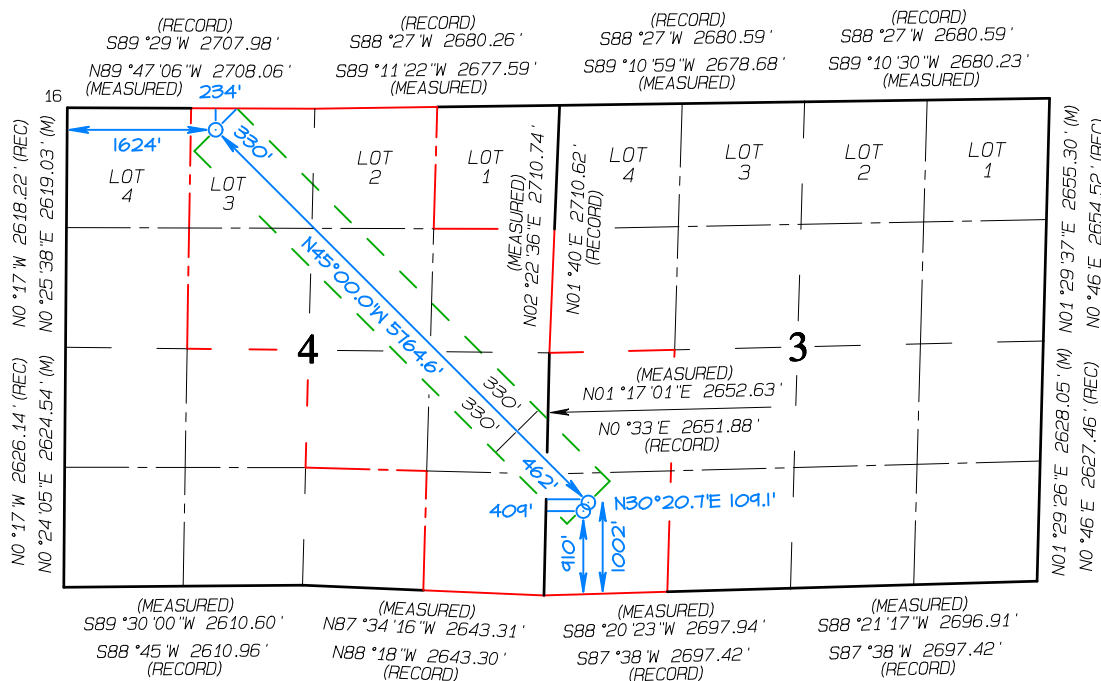 (RECORD)
S89°29'W 2707.98'
N89°47'06"W 2708.06'
(MEASURED)
(RECORD)
S88°27'W 2680.26'
S89°11'22"W 2677.59'
(MEASURED)
(RECORD)
S88°27'W 2680.59'
S89°10'59"W 2678.68'
(MEASURED)
(RECORD)
S88°27'W 2680.59'
S89°10'30"W 2680.23'
(MEASURED)
16
234'
1624'
330'
LOT
4
LOT
3
LOT
2
LOT
1
LOT
4
LOT
3
LOT
2
LOT
1
N0°17'W 2618.22' (REC)
N0°25'38"E 2619.03' (M)
(MEASURED)
N02°22'36"E 2710.74'
N01°40'E 2710.62'
(RECORD)
N01°29'37"E 2655.30' (M)
N0°46'E 2654.52' (REC)
N45°00.0'W 5764.6'
4
3
330'
330'
(MEASURED)
N01°17'01"E 2652.63
N0°33'E 2651.88'
(RECORD)
N0°17'W 2626.14' (REC)
N0°24'05"E 2624.54' (M)
462'
409'
N30°20.7'E 109.1'
910'
1002'
N01°29'26"E 2628.05' (M)
N0°46'E 2627.46' (REC)
(MEASURED)
S89°30'00"W 2610.60'
S88°45'W 2610.96'
(RECORD)
(MEASURED)
N87°34'16"W 2643.31'
N88°18'W 2643.30'
(RECORD)
(MEASURED)
S88°20'23"W 2697.94'
S87°38'W 2697.42'
(RECORD)
(MEASURED)
S88°21'17"W 2696.91'
S87°38'W 2697.42'
(RECORD)